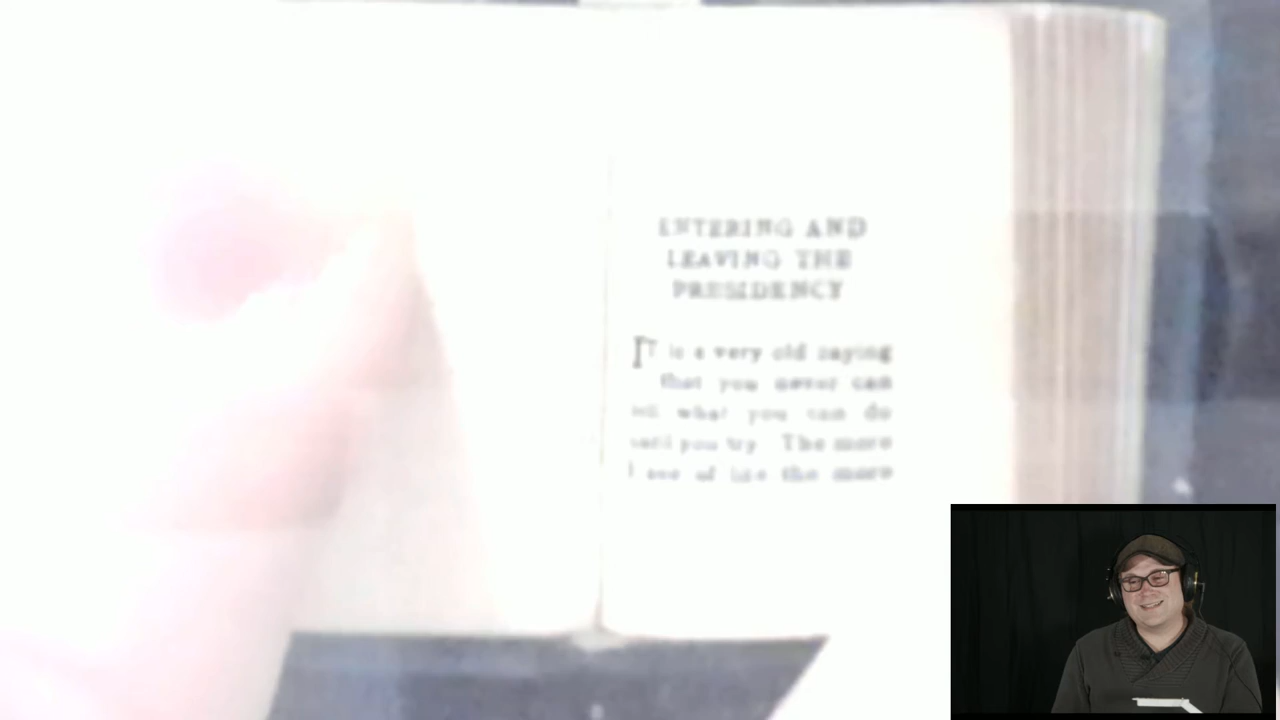 ENTERING AND
LEAVING THE
PRESIDENCY
IT is a very old saying
that you never can
tell what you can do
until you try. The more
I see of life the more